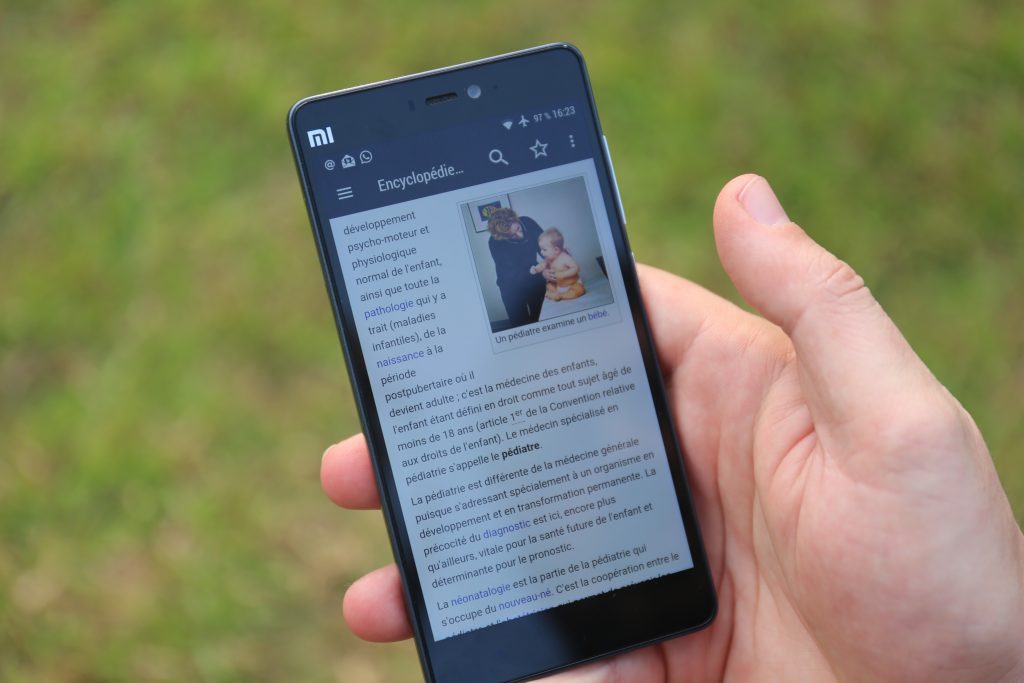 mi
97 % 16:23
@
Encyclopédie...
développement
psycho-moteur et
physiologique
normal de l'enfant,
ainsi que toute la
pathologie qui y a
trait (maladies
infantiles), de la
naissance à la
période
postpubertaire où il
Un pédiatre examine un bébé.
devient adulte ; c'est la médecine des enfants,
l'enfant étant défini en droit comme tout sujet âgé de
moins de 18 ans (article 1er de la Convention relative
aux droits de l'enfant). Le médecin spécialisé en
pédiatrie s'appelle le pédiatre.
La pédiatrie est différente de la médecine générale
puisque s'adressant spécialement à un organisme en
développement et en transformation permanente. La
précocité du diagnostic est ici, encore plus
qu'ailleurs, vitale pour la santé future de l'enfant et
déterminante pour le pronostic.
La néonatalogie est la partie de la pédiatrie qui
s'occupe du nouveau-né. C'est la coopération entre le